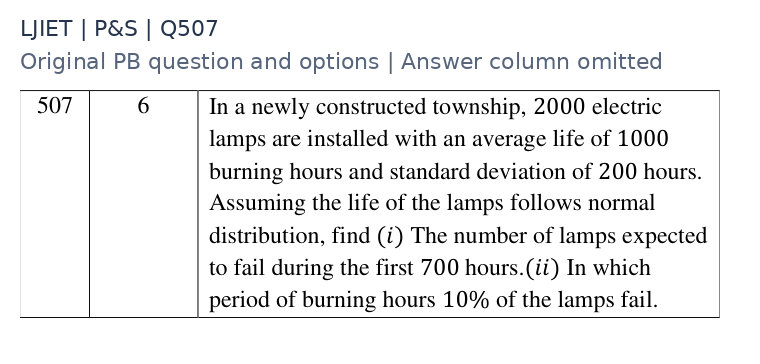 LJIET | P&S | Q507
Original PB question and options | Answer column omitted
507 6 In a newly constructed township, 2000 electric
lamps are installed with an average life of 1000
burning hours and standard deviation of 200 hours.
Assuming the life of the lamps follows normal
distribution, find (i) The number of lamps expected
to fail during the first 700 hours.(ii) In which
period of burning hours 10% of the lamps fail.